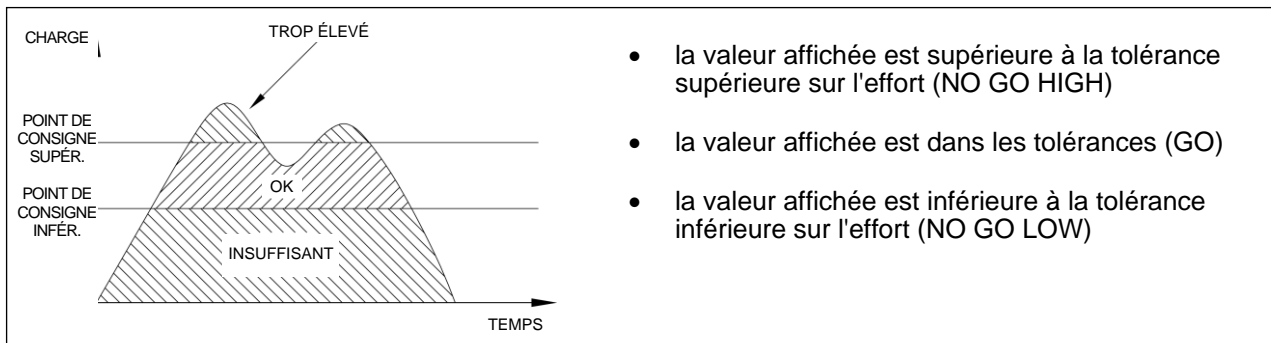 CHARGE
TROP ÉLEVÉ
POINT DE
CONSIGNE
SUPÉR.
OK
POINT DE
CONSIGNE
INFÉR.
INSUFFISANT
TEMPS
• la valeur affichée est supérieure à la tolérance
supérieure sur l'effort (NO GO HIGH)
• la valeur affichée est dans les tolérances (GO)
• la valeur affichée est inférieure à la tolérance
inférieure sur l'effort (NO GO LOW)